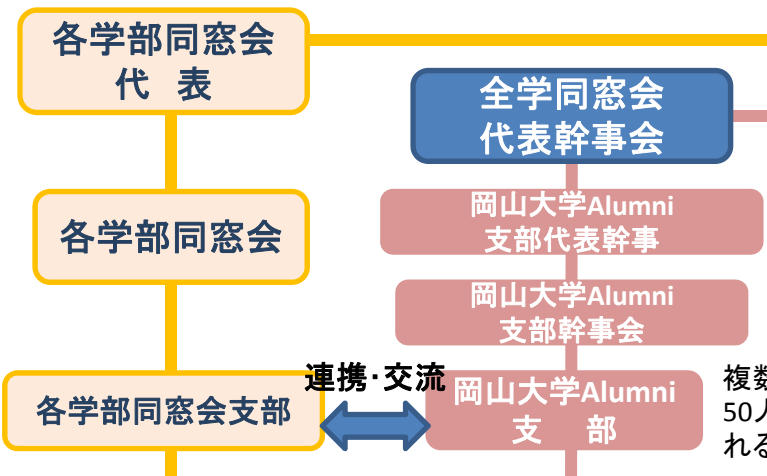 各学部同窓会
代 表
全学同窓会
代表幹事会
各学部同窓会
岡山大学Alumni
支部代表幹事
岡山大学Alumni
支部幹事会
各学部同窓会支部
連携・交流
岡山大学Alumni
支 部
複数
50人
れる